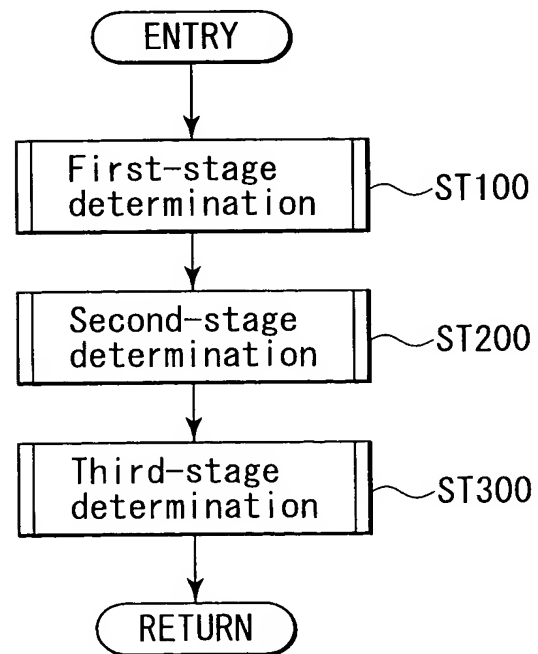 ENTRY
First-stage
determination
ST100
Second-stage
determination
ST200
Third-stage
determination
ST300
RETURN